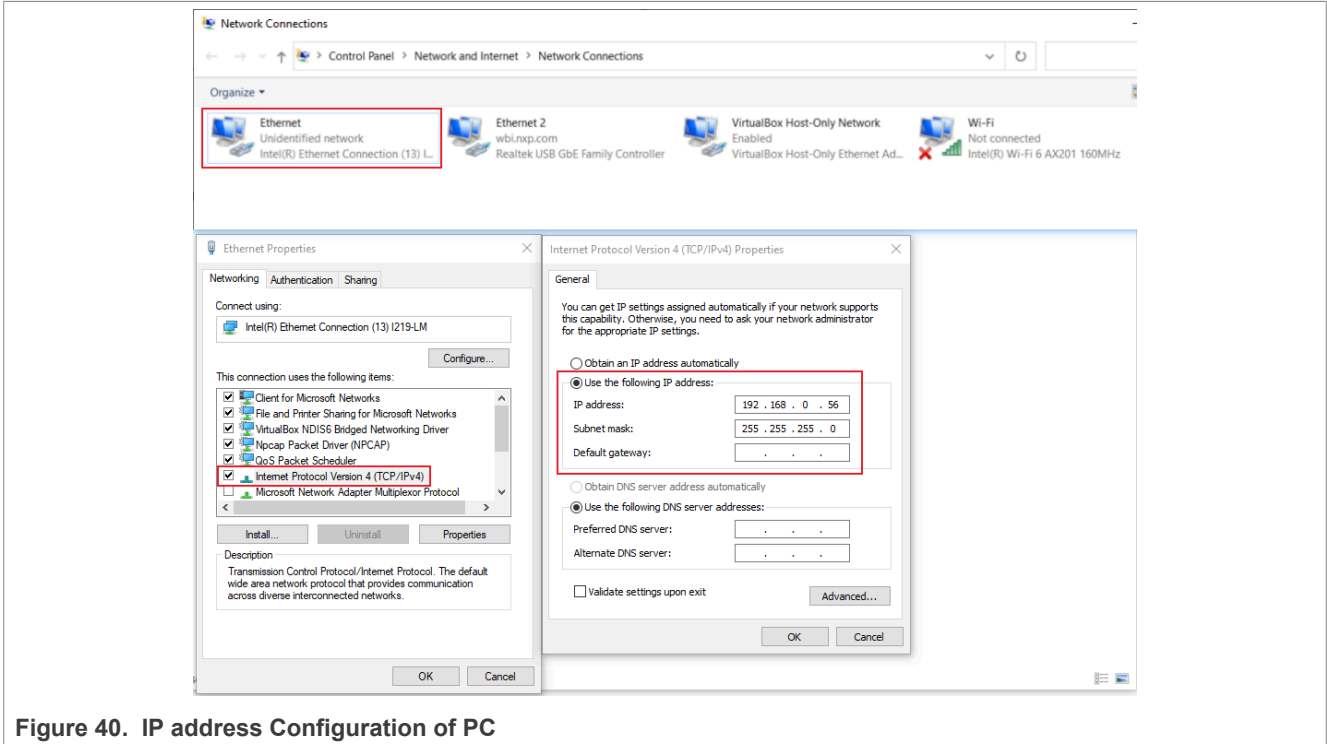 Network Connections
Control Panel > Network and Internet > Network Connections
Organize
Ethernet
Unidentified network
Intel(R) Ethernet Connection (13) I...
Ethernet 2
wbi.nxp.com
Realtek USB GbE Family Controller
VirtualBox Host-Only Network
Enabled
VirtualBox Host-Only Ethernet Ad...
Wi-Fi
Not connected
Intel(R) Wi-Fi 6 AX201 160MHz
Ethernet Properties
Networking Authentication Sharing
Connect using:
Intel(R) Ethernet Connection (13) I219-LM
Configure...
This connection uses the following items:
Client for Microsoft Networks
File and Printer Sharing for Microsoft Networks
VirtualBox NDIS6 Bridged Networking Driver
Npcap Packet Driver (NPCAP)
QoS Packet Scheduler
Internet Protocol Version 4 (TCP/IPv4)
Microsoft Network Adapter Multiplexor Protocol
Install... Uninstall Properties
Description
Transmission Control Protocol/Internet Protocol. The default
wide area network protocol that provides communication
across diverse interconnected networks.
OK Cancel
Internet Protocol Version 4 (TCP/IPv4) Properties
General
You can get IP settings assigned automatically if your network supports
this capability. Otherwise, you need to ask your network administrator
for the appropriate IP settings.
Obtain an IP address automatically
Use the following IP address:
IP address: 192 . 168 . 0 . 56
Subnet mask: 255 . 255 . 255 . 0
Default gateway: . . .
Obtain DNS server address automatically
Use the following DNS server addresses:
Preferred DNS server: . . .
Alternate DNS server: . . .
Validate settings upon exit
Advanced...
OK Cancel
Figure 40. IP address Configuration of PC